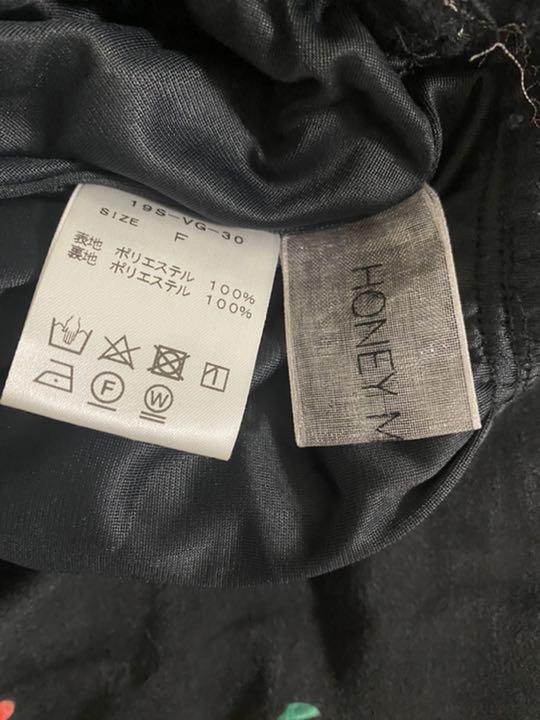 19S-VG-30
SIZE F
表地 ポリエステル 100%
裏地 ポリエステル 100%
F
W
HONEY M